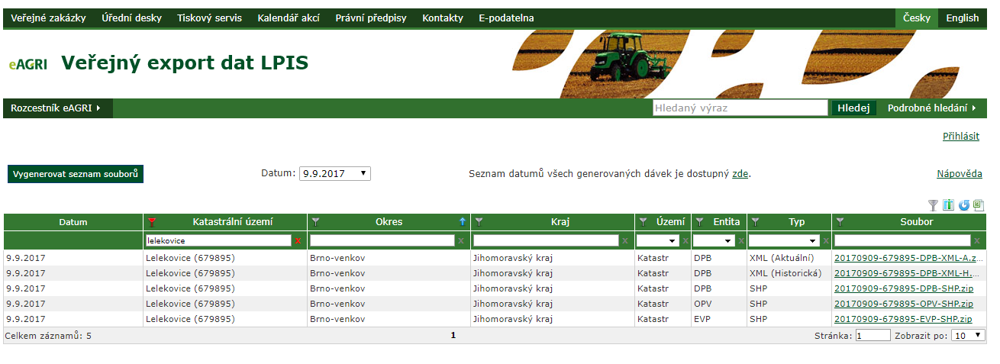 Veřejné zakázky Úřední desky Tiskový servis Kalendář akcí Právní předpisy Kontakty E-podatelna Česky English
eAGRI Veřejný export dat LPIS
Rozcestník eAGRI Hledaný výraz Hledej Podrobné hledání
Přihlásit
Vygenerovat seznam souborů Datum: 9.9.2017 Seznam datumů všech generovaných dávek je dostupný zde. Nápověda
Datum Katastrální území Okres Kraj Území Entita Typ Soubor
lelekovice x x x x x x x
9.9.2017 Lelekovice (679895) Brno-venkov Jihomoravský kraj Katastr DPB XML (Aktuální) 20170909-679895-DPB-XML-A.z...
9.9.2017 Lelekovice (679895) Brno-venkov Jihomoravský kraj Katastr DPB XML (Historická) 20170909-679895-DPB-XML-H....
9.9.2017 Lelekovice (679895) Brno-venkov Jihomoravský kraj Katastr DPB SHP 20170909-679895-DPB-SHP.zip
9.9.2017 Lelekovice (679895) Brno-venkov Jihomoravský kraj Katastr OPV SHP 20170909-679895-OPV-SHP.zip
9.9.2017 Lelekovice (679895) Brno-venkov Jihomoravský kraj Katastr EVP SHP 20170909-679895-EVP-SHP.zip
Celkem záznamů: 5 1 Stránka: 1 Zobrazit po: 10